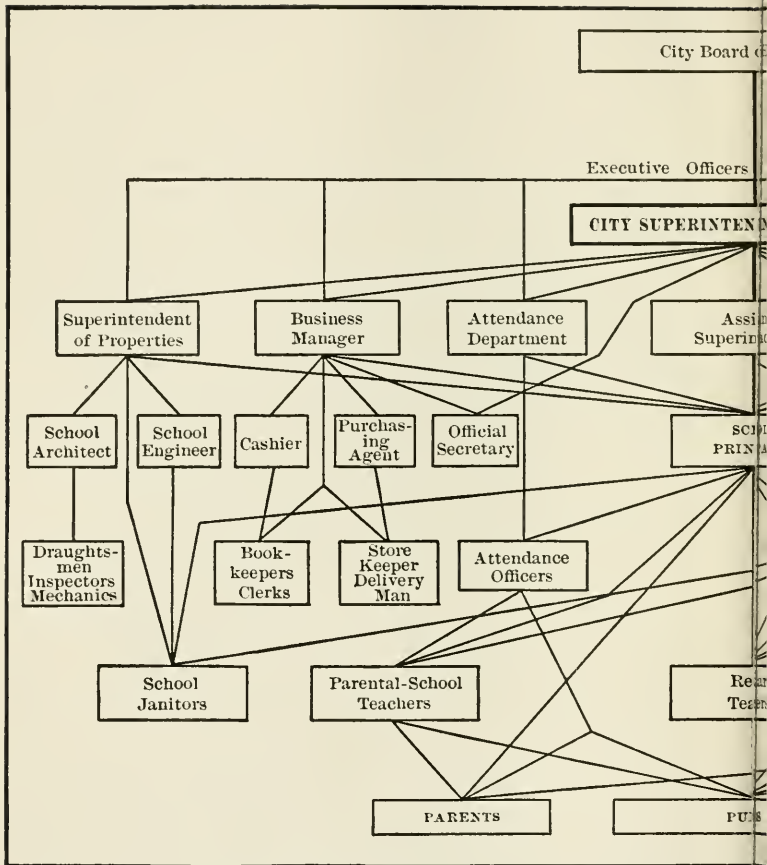 City Board
Executive Officers
CITY
Superintendent
of Properties
Business
Manager
Attendance
Department
School
Architect
School
Engineer
Cashier
Purchas-
ing
Agent
Official
Secretary
Draughts-
men
Inspectors
Mechanics
Book-
keepers
Clerks
Store
Keeper
Delivery
Man
Attendance
Officers
School
Janitors
Parental-School
Teachers
PARENTS